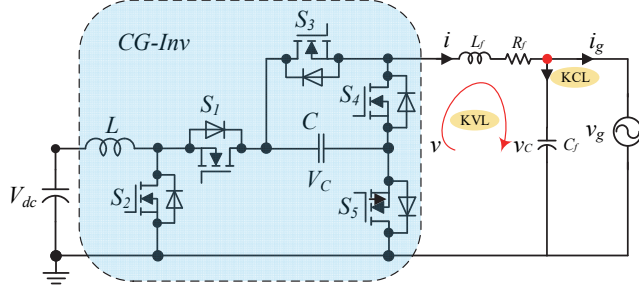 CG-Inv
S3
i
Lf
Rf
ig
KCL
S4
S1
L
C
KVL
v
vC
Cf
vg
Vdc
S2
VC
S5